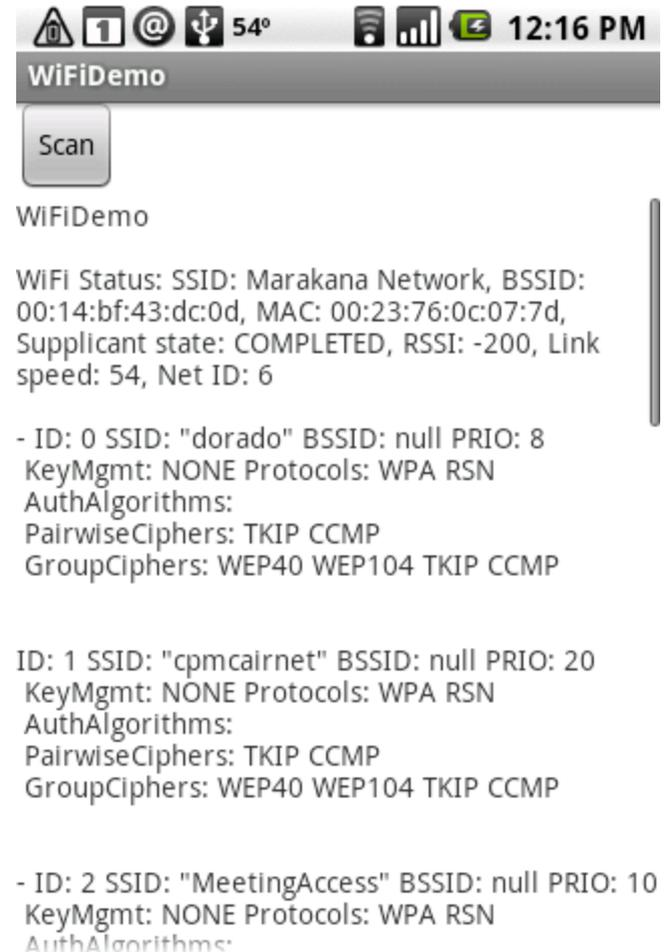 1 @ 54º 12:16 PM
WiFiDemo
Scan
WiFiDemo
WiFi Status: SSID: Marakana Network, BSSID:
00:14:bf:43:dc:0d, MAC: 00:23:76:0c:07:7d,
Supplicant state: COMPLETED, RSSI: -200, Link
speed: 54, Net ID: 6
- ID: 0 SSID: "dorado" BSSID: null PRIO: 8
KeyMgmt: NONE Protocols: WPA RSN
AuthAlgorithms:
PairwiseCiphers: TKIP CCMP
GroupCiphers: WEP40 WEP104 TKIP CCMP
ID: 1 SSID: "cpmcairnet" BSSID: null PRIO: 20
KeyMgmt: NONE Protocols: WPA RSN
AuthAlgorithms:
PairwiseCiphers: TKIP CCMP
GroupCiphers: WEP40 WEP104 TKIP CCMP
- ID: 2 SSID: "MeetingAccess" BSSID: null PRIO: 10
KeyMgmt: NONE Protocols: WPA RSN
AuthAlgorithms: